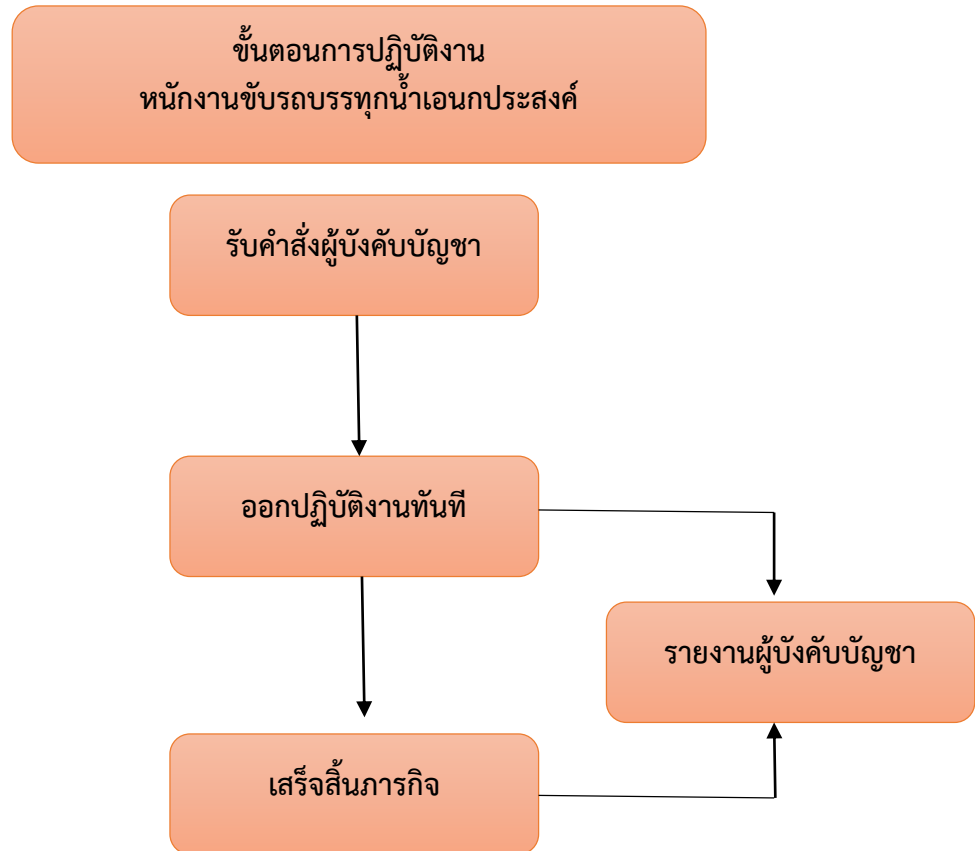 ขั้นตอนการปฏิบัติงาน
หนักงานขับรถบรรทุกน้ำเอนกประสงค์
รับคำสั่งผู้บังคับบัญชา
ออกปฏิบัติงานทันที
รายงานผู้บังคับบัญชา
เสร็จสิ้นภารกิจ